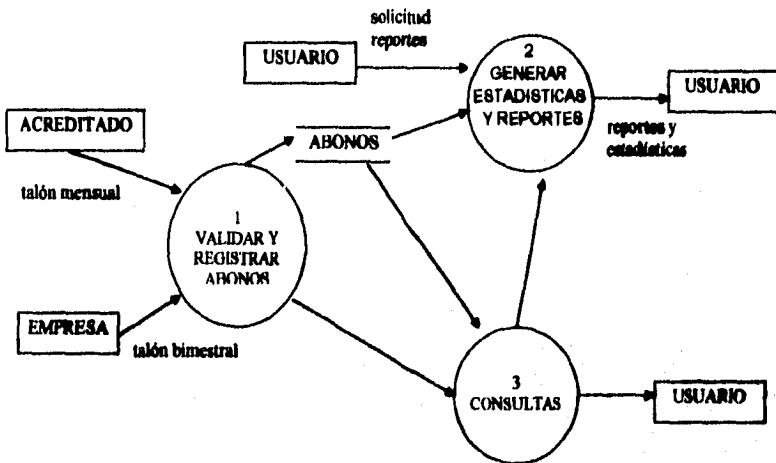 solicitud
reportes
USUARIO
2
GENERAR
ESTADISTICAS
Y REPORTES
USUARIO
reportes y
estadísticas
ACREDITADO
ABONOS
talón mensual
1
VALIDAR Y
REGISTRAR
ABONOS
EMPRESA
talón bimestral
3
CONSULTAS
USUARIO